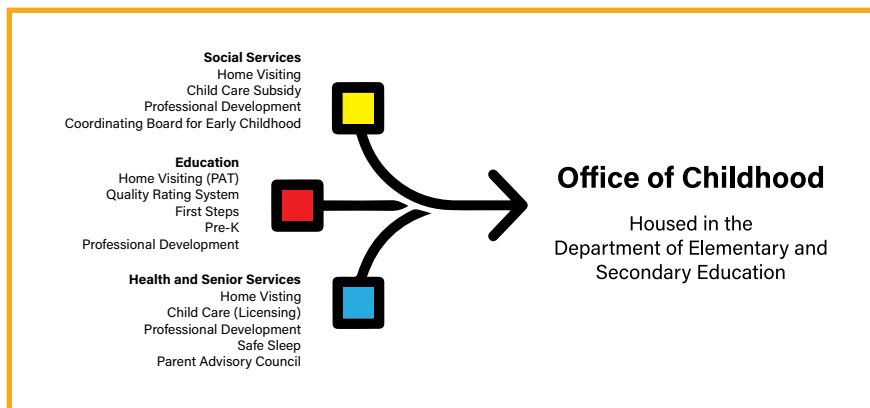 Social Services
Home Visiting
Child Care Subsidy
Professional Development
Coordinating Board for Early Childhood
Education
Home Visiting (PAT)
Quality Rating System
First Steps
Pre-K
Professional Development
Health and Senior Services
Home Visting
Child Care (Licensing)
Professional Development
Safe Sleep
Parent Advisory Council
Office of Childhood
Housed in the
Department of Elementary and
Secondary Education